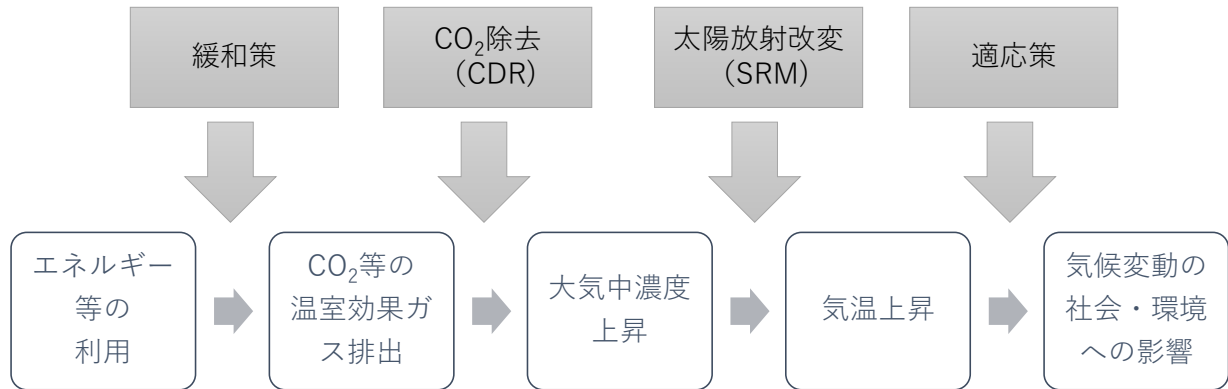 緩和策
CO₂除去
（CDR）
太陽放射改変
（SRM）
適応策
エネルギー
等の
利用
CO₂等の
温室効果ガ
ス排出
大気中濃度
上昇
気温上昇
気候変動の
社会・環境
への影響